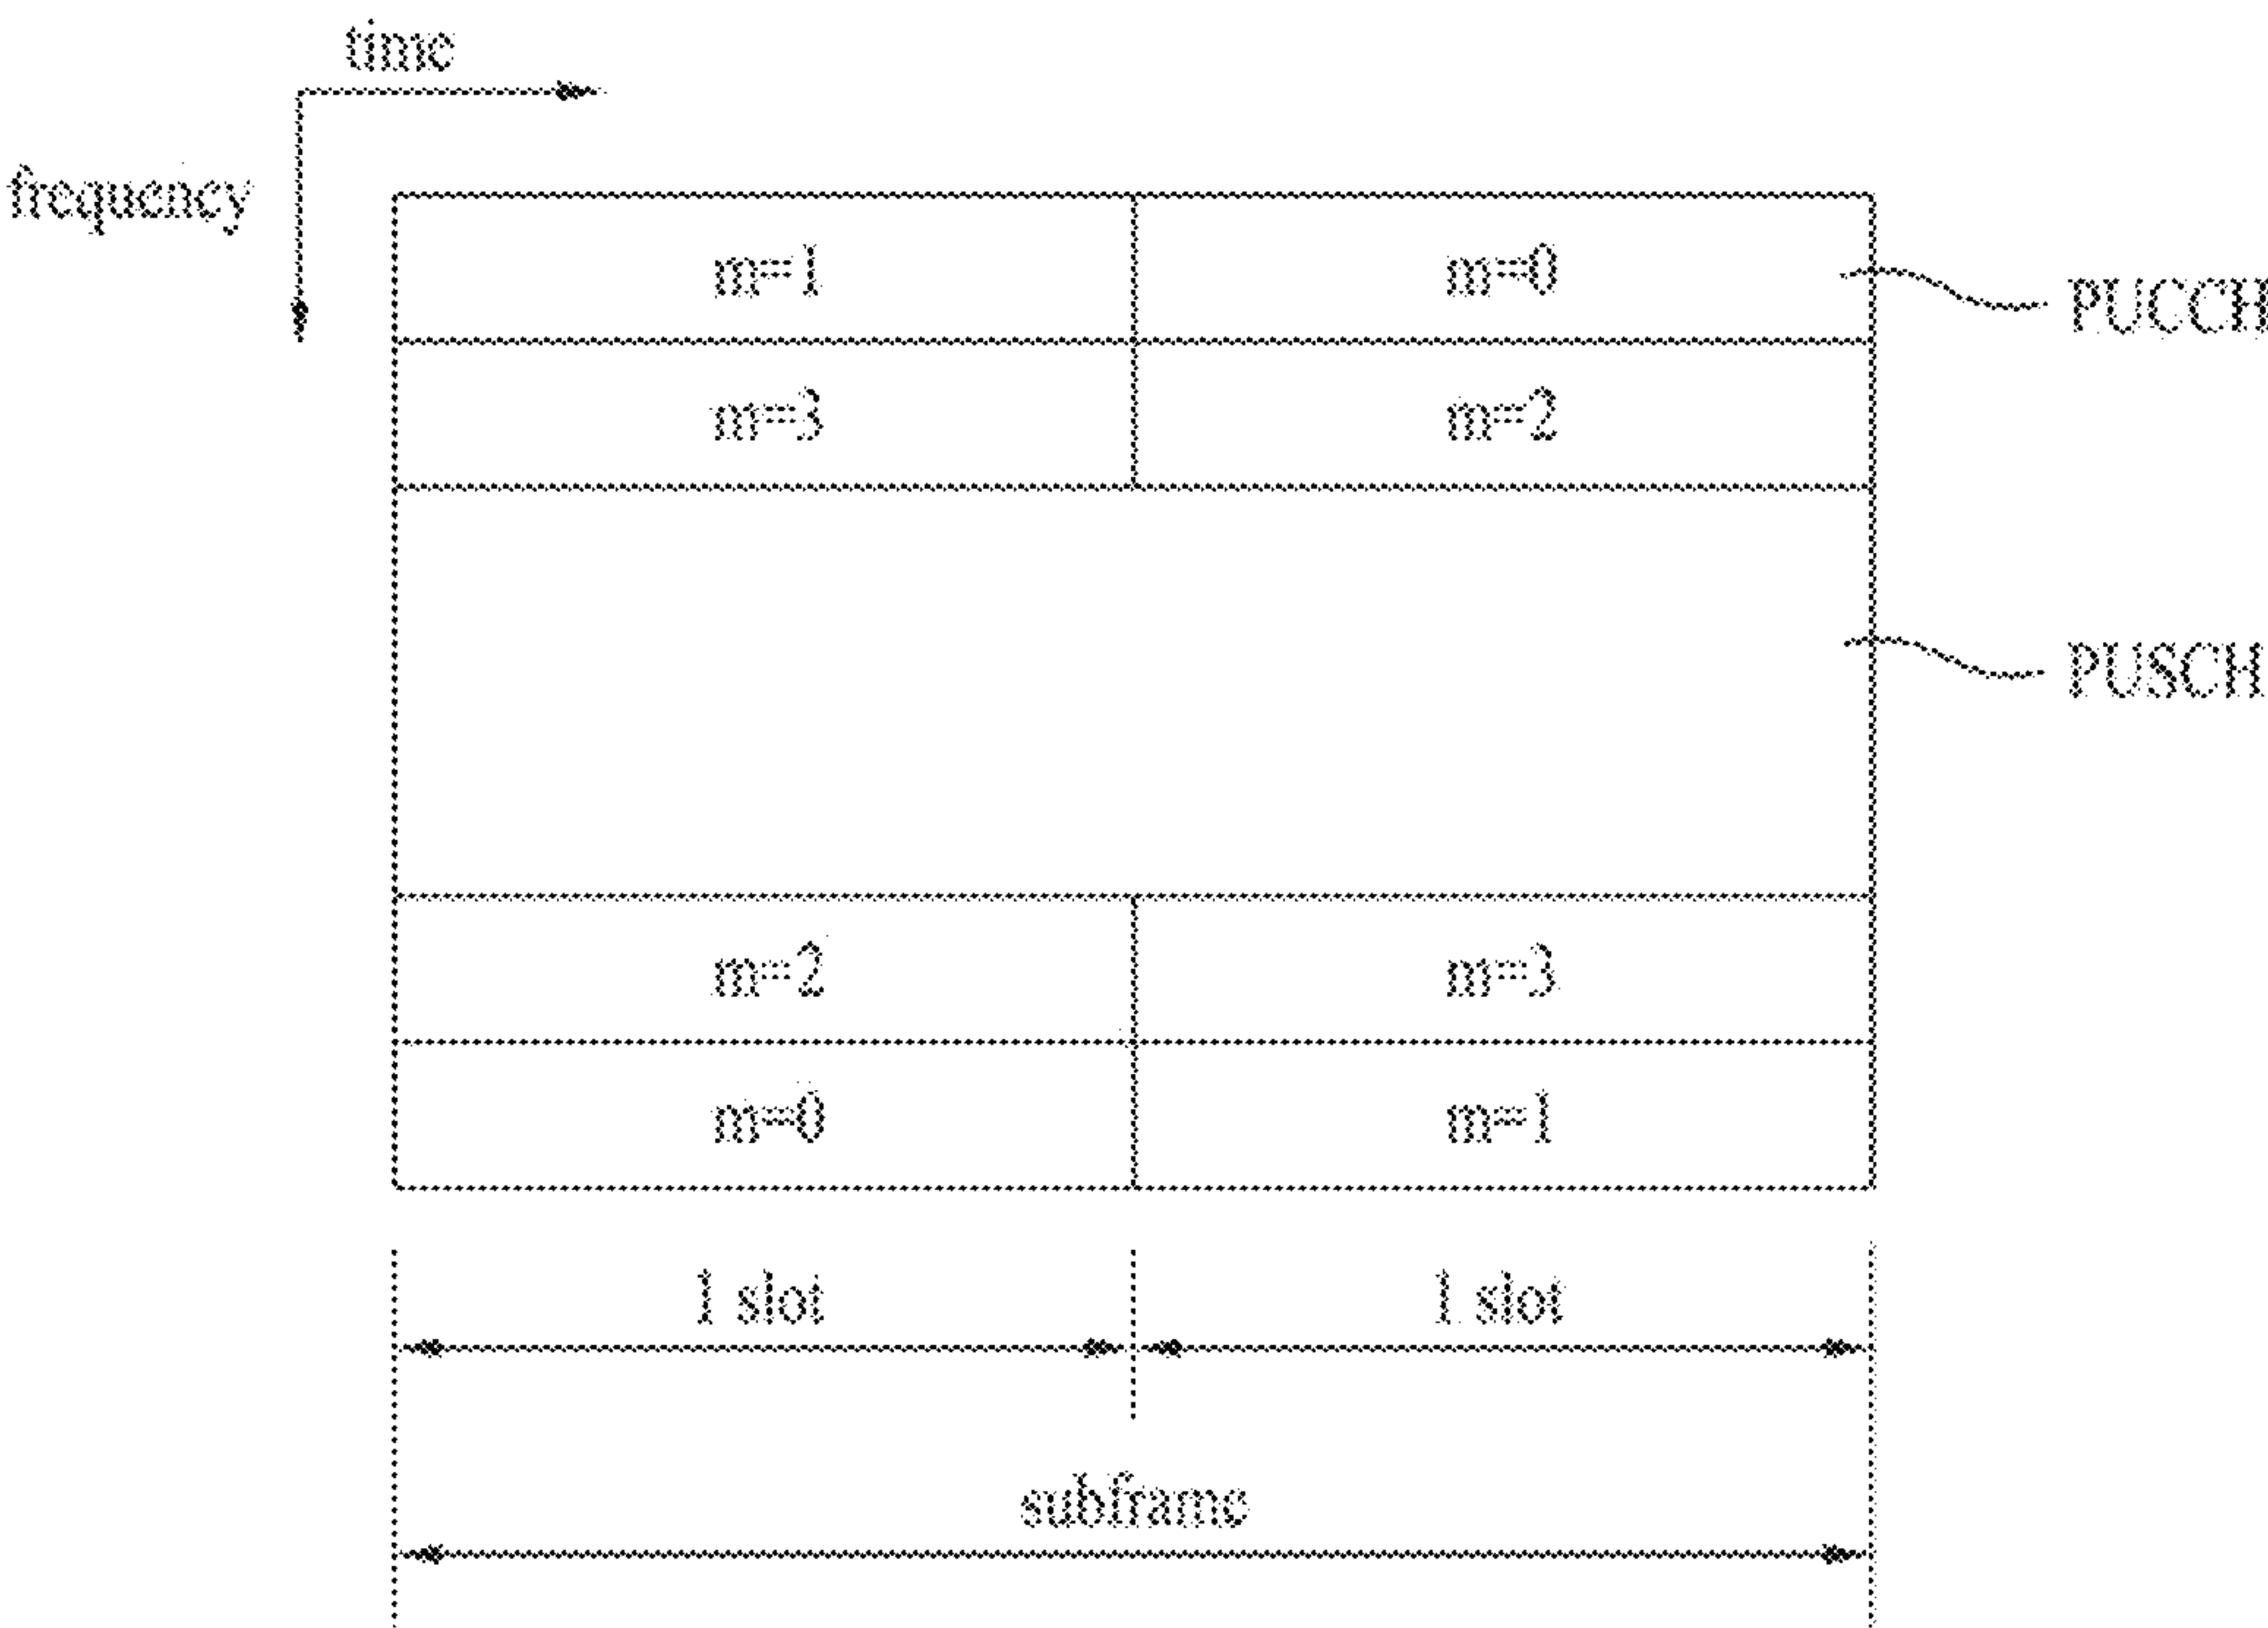 time
frequency
m=1 m=0
PUCCH
m=3 m=2
PUSCH
m=2 m=3
m=0 m=1
1 slot 1 slot
subframe